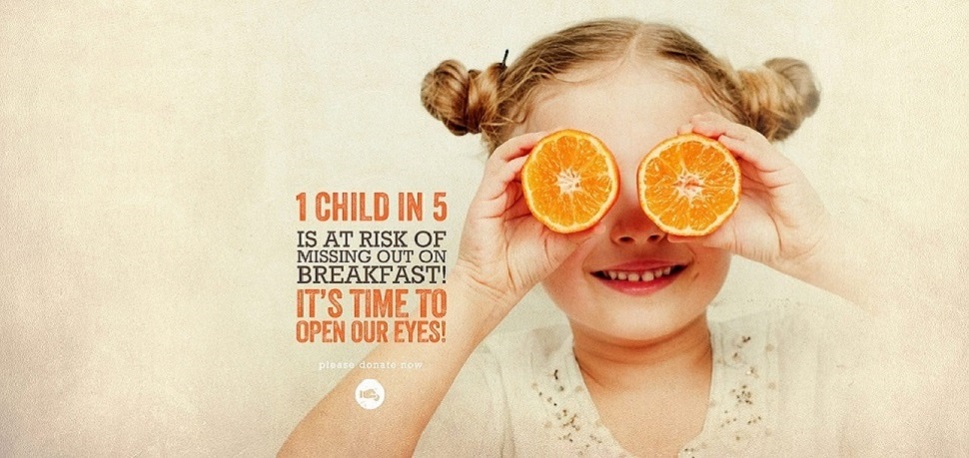 1 CHILD IN 5
IS AT RISK OF
MISSING OUT ON
BREAKFAST!
IT'S TIME TO
OPEN OUR EYES!
please donate now